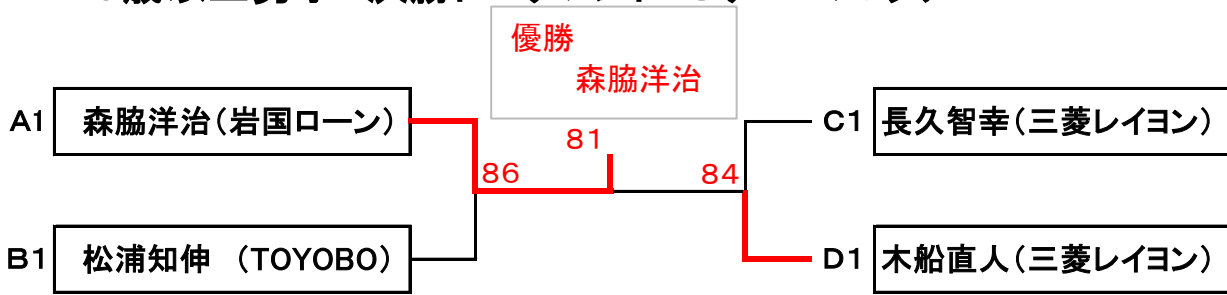 優勝
森脇洋治
A1 森脇洋治(岩国ローン)
C1 長久智幸(三菱レイヨン)
81
86
84
B1 松浦知伸 (TOYOBO)
D1 木船直人(三菱レイヨン)